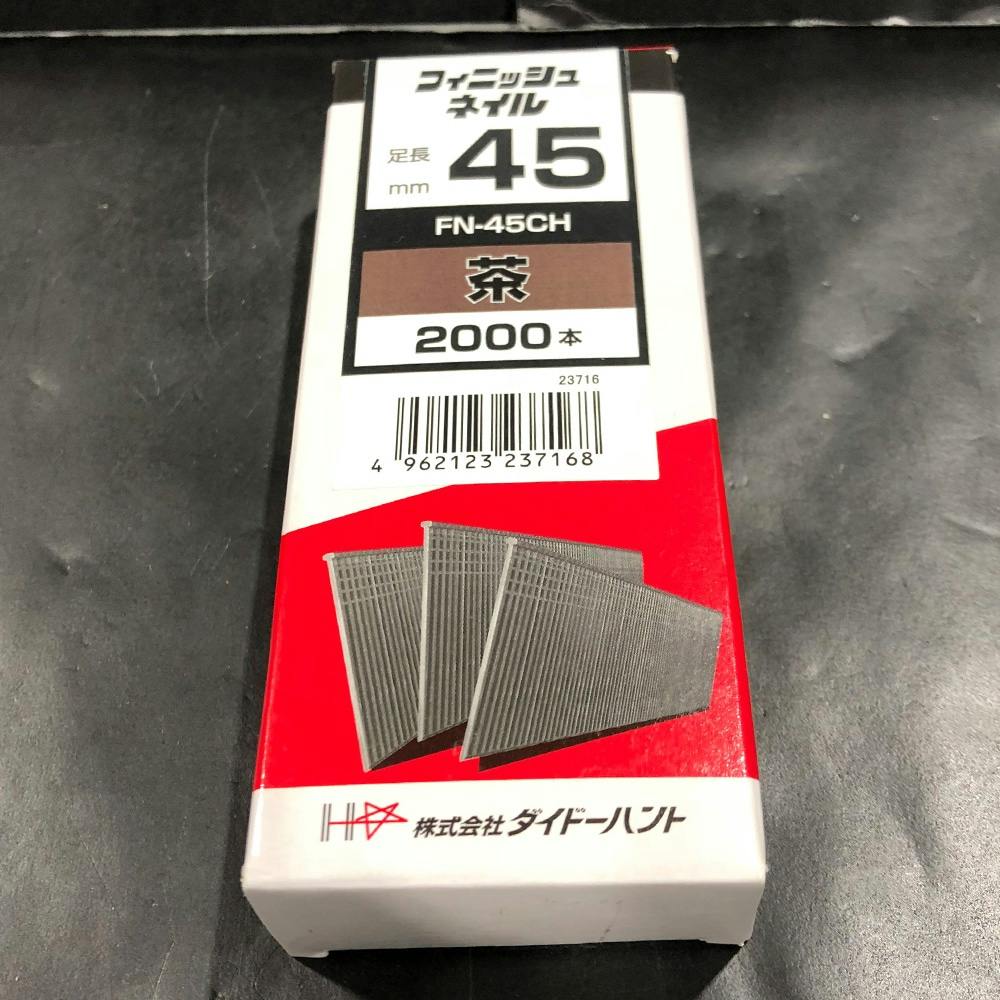 フィニッシュ
ネイル
足長
mm
45
FN-45CH
茶
2000本
23716
4 962123 237168
株式会社ダイドーハント